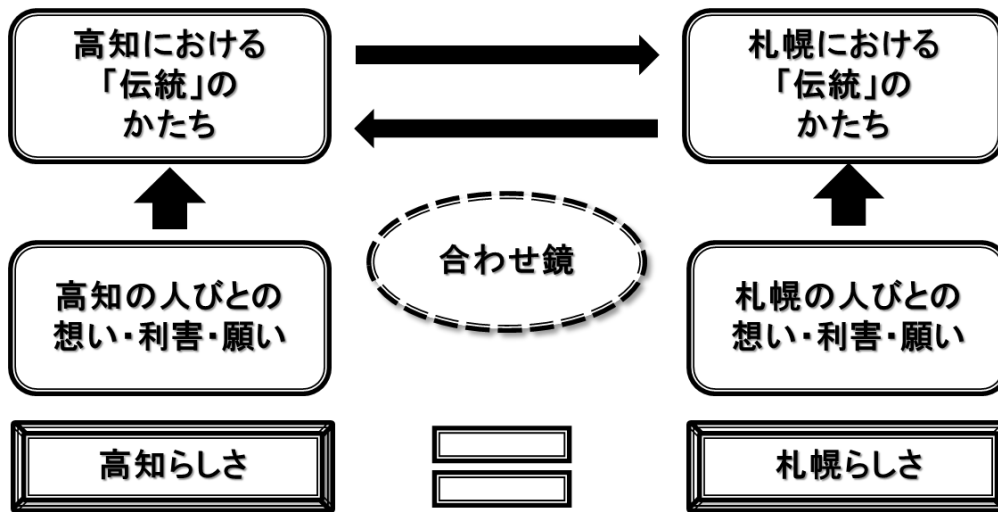 高知における
「伝統」の
かたち
札幌における
「伝統」の
かたち
合わせ鏡
高知の人びとの
想い・利害・願い
札幌の人びとの
想い・利害・願い
高知らしさ
札幌らしさ